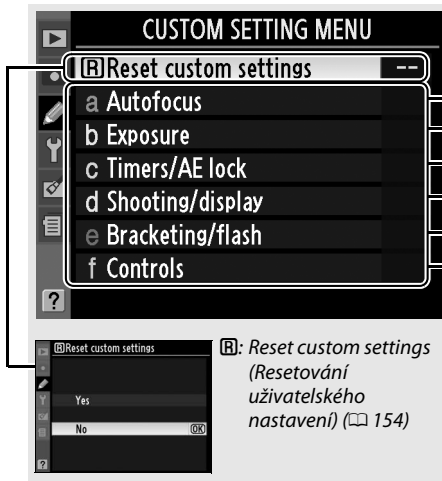 CUSTOM SETTING MENU
R Reset custom settings --
a Autofocus
b Exposure
c Timers/AE lock
d Shooting/display
e Bracketing/flash
f Controls
?
R Reset custom settings
Yes
No OK
?
R: Reset custom settings
(Resetování
uživatelského
nastavení) (154)